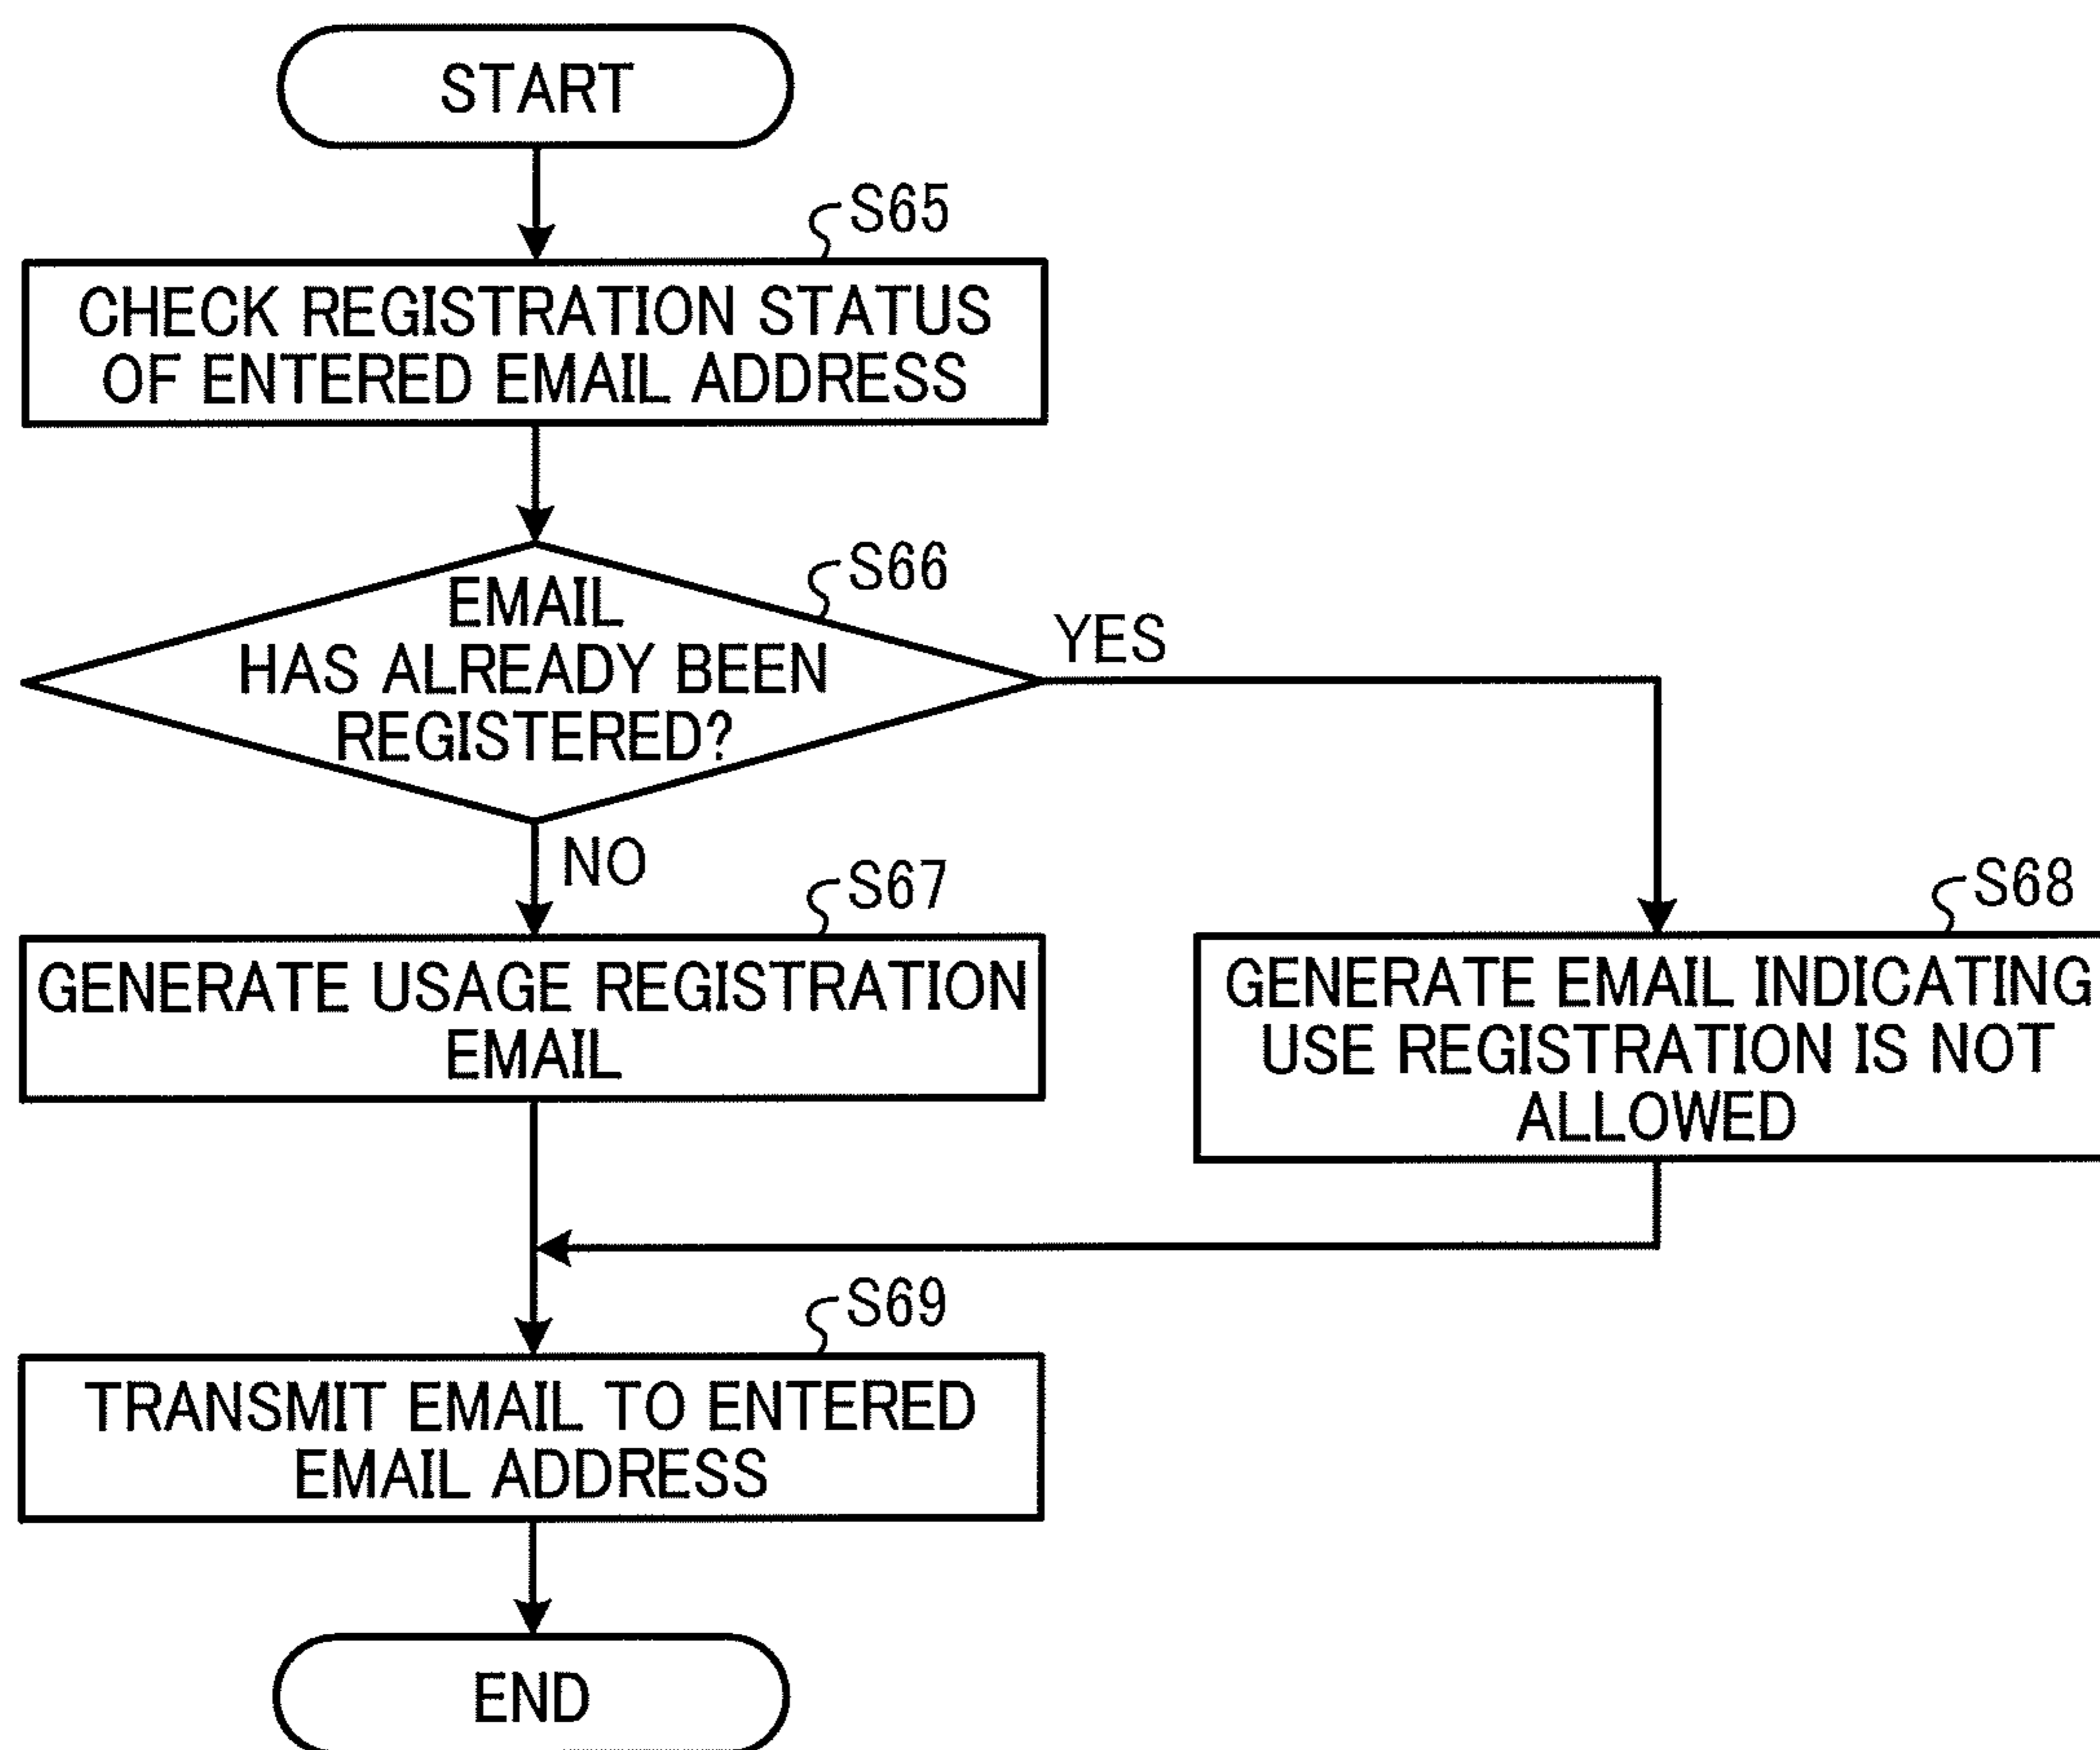 START
S65
CHECK REGISTRATION STATUS
OF ENTERED EMAIL ADDRESS
S66
EMAIL
HAS ALREADY BEEN
REGISTERED?
YES
NO
S67
GENERATE USAGE REGISTRATION
EMAIL
S68
GENERATE EMAIL INDICATING
USE REGISTRATION IS NOT
ALLOWED
S69
TRANSMIT EMAIL TO ENTERED
EMAIL ADDRESS
END